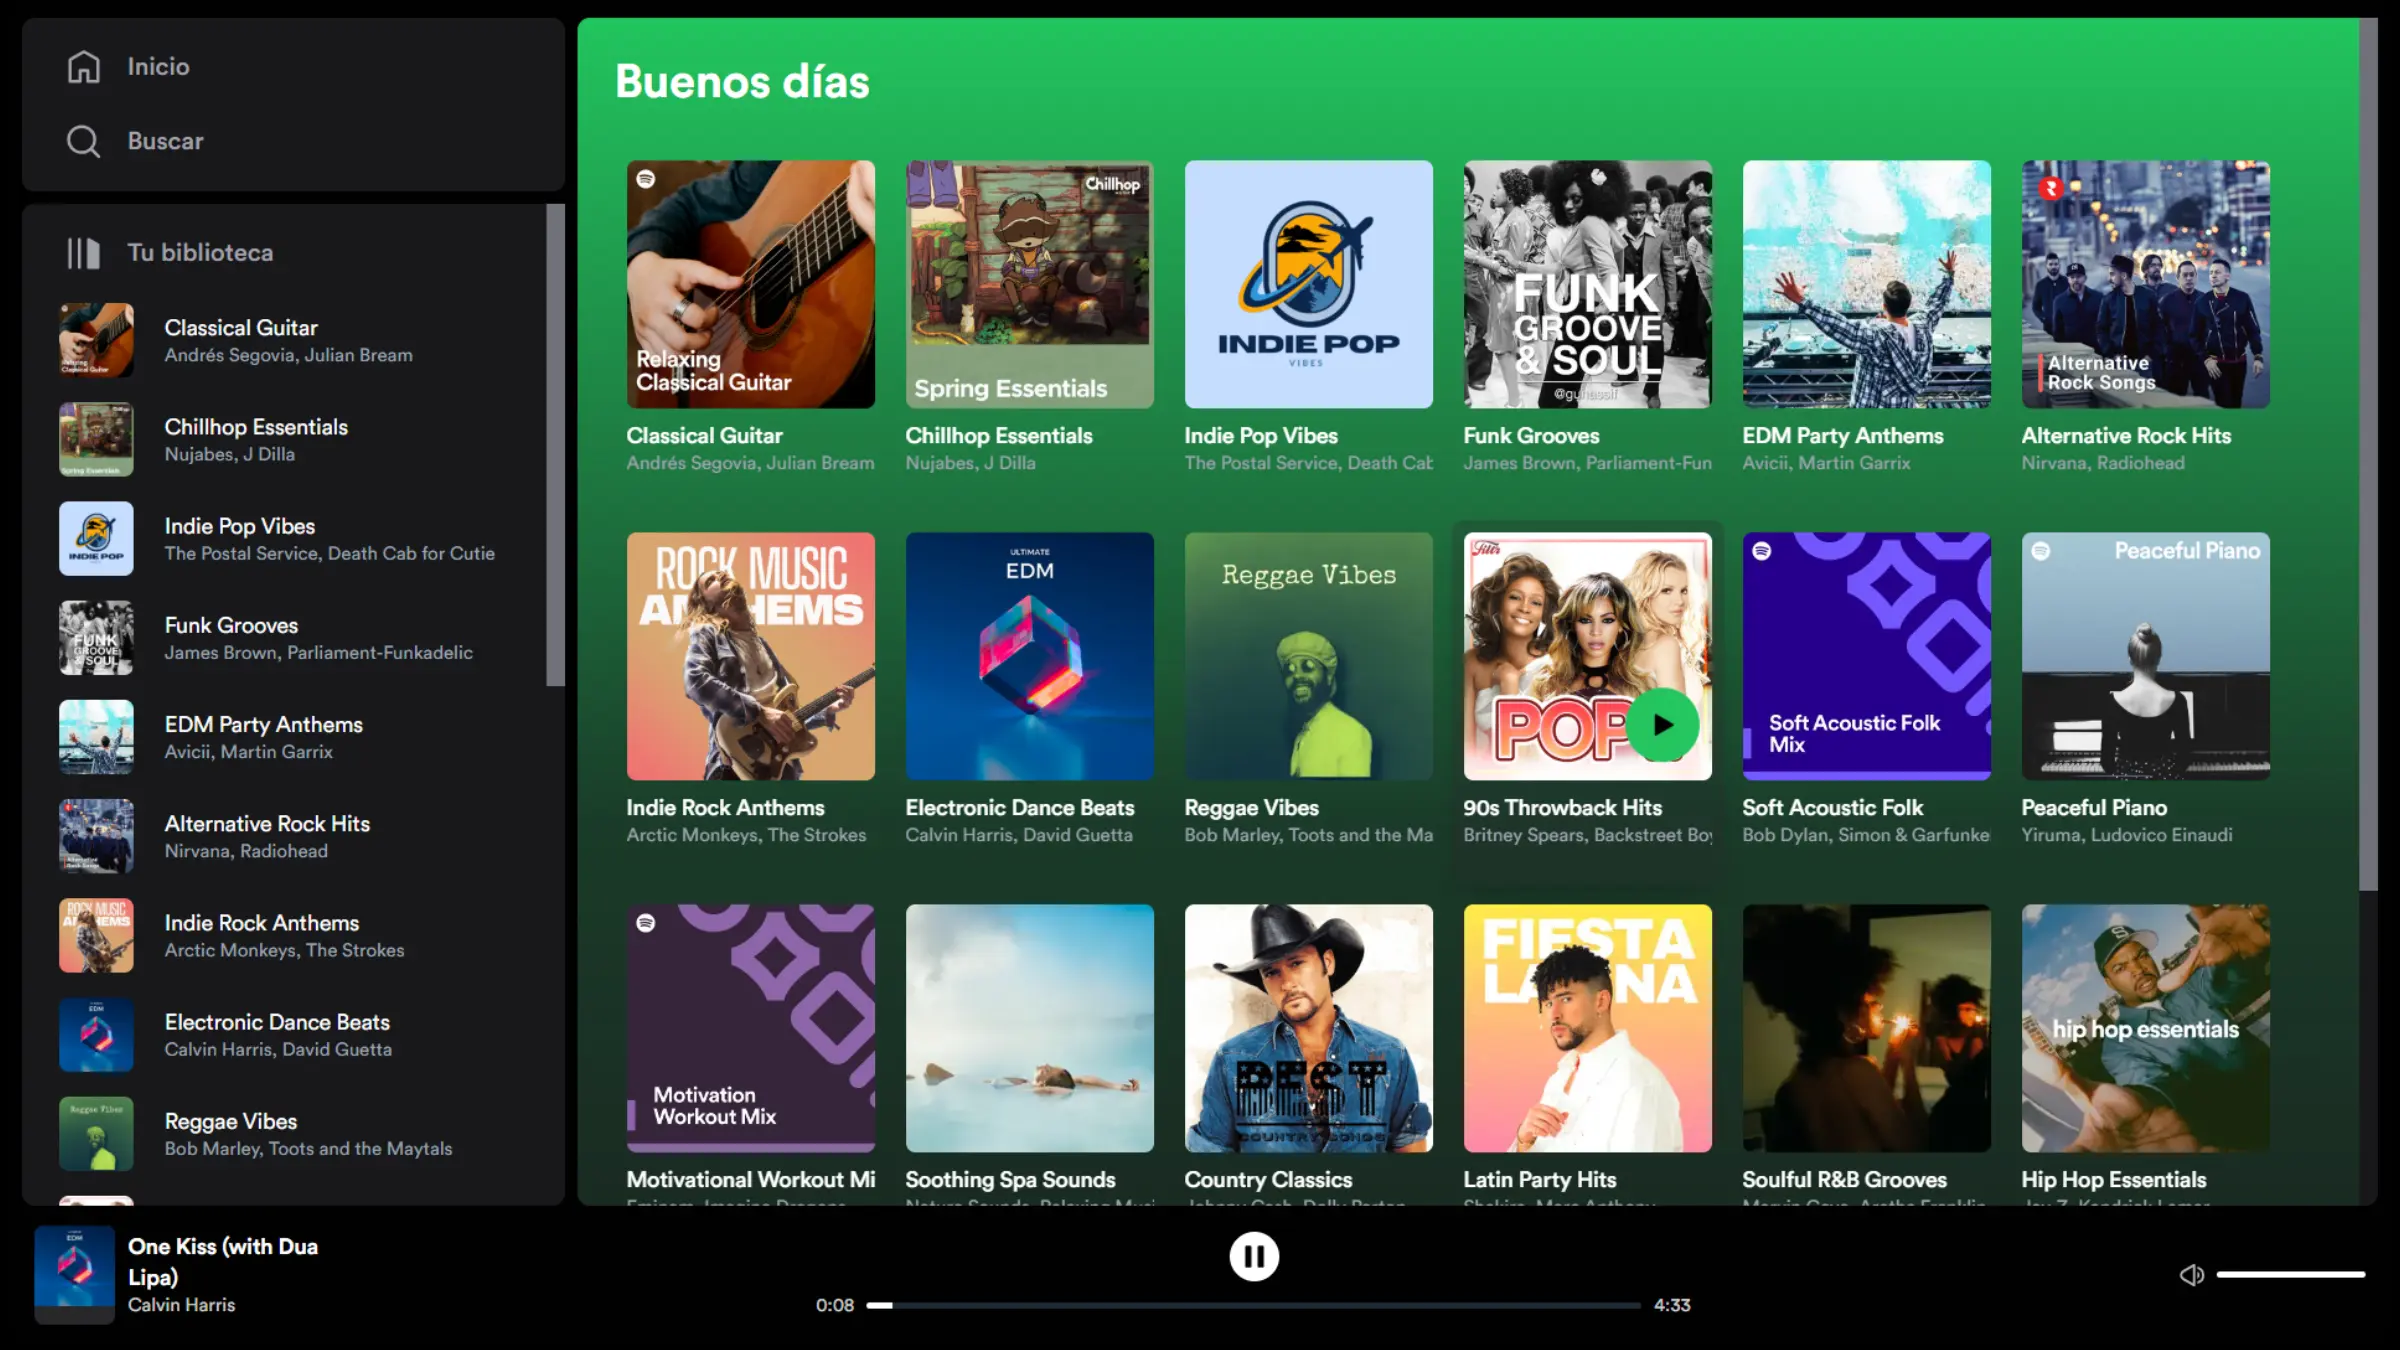 Inicio
Buscar
Tu biblioteca
Classical Guitar
Andrés Segovia, Julian Bream
Chillhop Essentials
Nujabes, J Dilla
Indie Pop Vibes
The Postal Service, Death Cab for Cutie
Funk Grooves
James Brown, Parliament-Funkadelic
EDM Party Anthems
Avicii, Martin Garrix
Alternative Rock Hits
Nirvana, Radiohead
Indie Rock Anthems
Arctic Monkeys, The Strokes
Electronic Dance Beats
Calvin Harris, David Guetta
Reggae Vibes
Bob Marley, Toots and the Maytals
Buenos días
Relaxing
Classical Guitar
Classical Guitar
Andrés Segovia, Julian Bream
Chillhop
Spring Essentials
Chillhop Essentials
Nujabes, J Dilla
INDIE POP
VIBES
Indie Pop Vibes
The Postal Service, Death Cab
FUNK
GROOVE
& SOUL
Funk Grooves
James Brown, Parliament-Fun
EDM Party Anthems
Avicii, Martin Garrix
Alternative
Rock Songs
Alternative Rock Hits
Nirvana, Radiohead
ROCK MUSIC
ANTHEMS
Indie Rock Anthems
Arctic Monkeys, The Strokes
ULTIMATE
EDM
Electronic Dance Beats
Calvin Harris, David Guetta
Reggae Vibes
Reggae Vibes
Bob Marley, Toots and the Ma
Filtr
POP
90s Throwback Hits
Britney Spears, Backstreet Boy
Soft Acoustic Folk
Mix
Soft Acoustic Folk
Bob Dylan, Simon & Garfunkel
Peaceful Piano
Peaceful Piano
Yiruma, Ludovico Einaudi
Motivation
Workout Mix
Motivational Workout Mi
Soothing Spa Sounds
BEST
COUNTRY SONGS
Country Classics
FIESTA
LATINA
Latin Party Hits
Soulful R&B Grooves
hip hop essentials
Hip Hop Essentials
One Kiss (with Dua
Lipa)
Calvin Harris
0:08
4:33